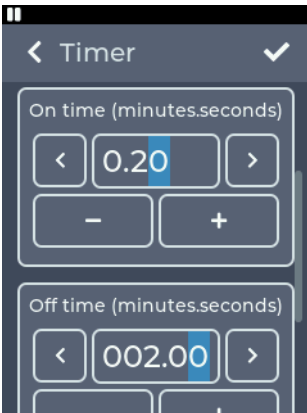 Timer
On time (minutes.seconds)
< 0.20 >
− +
Off time (minutes.seconds)
< 002.00 >